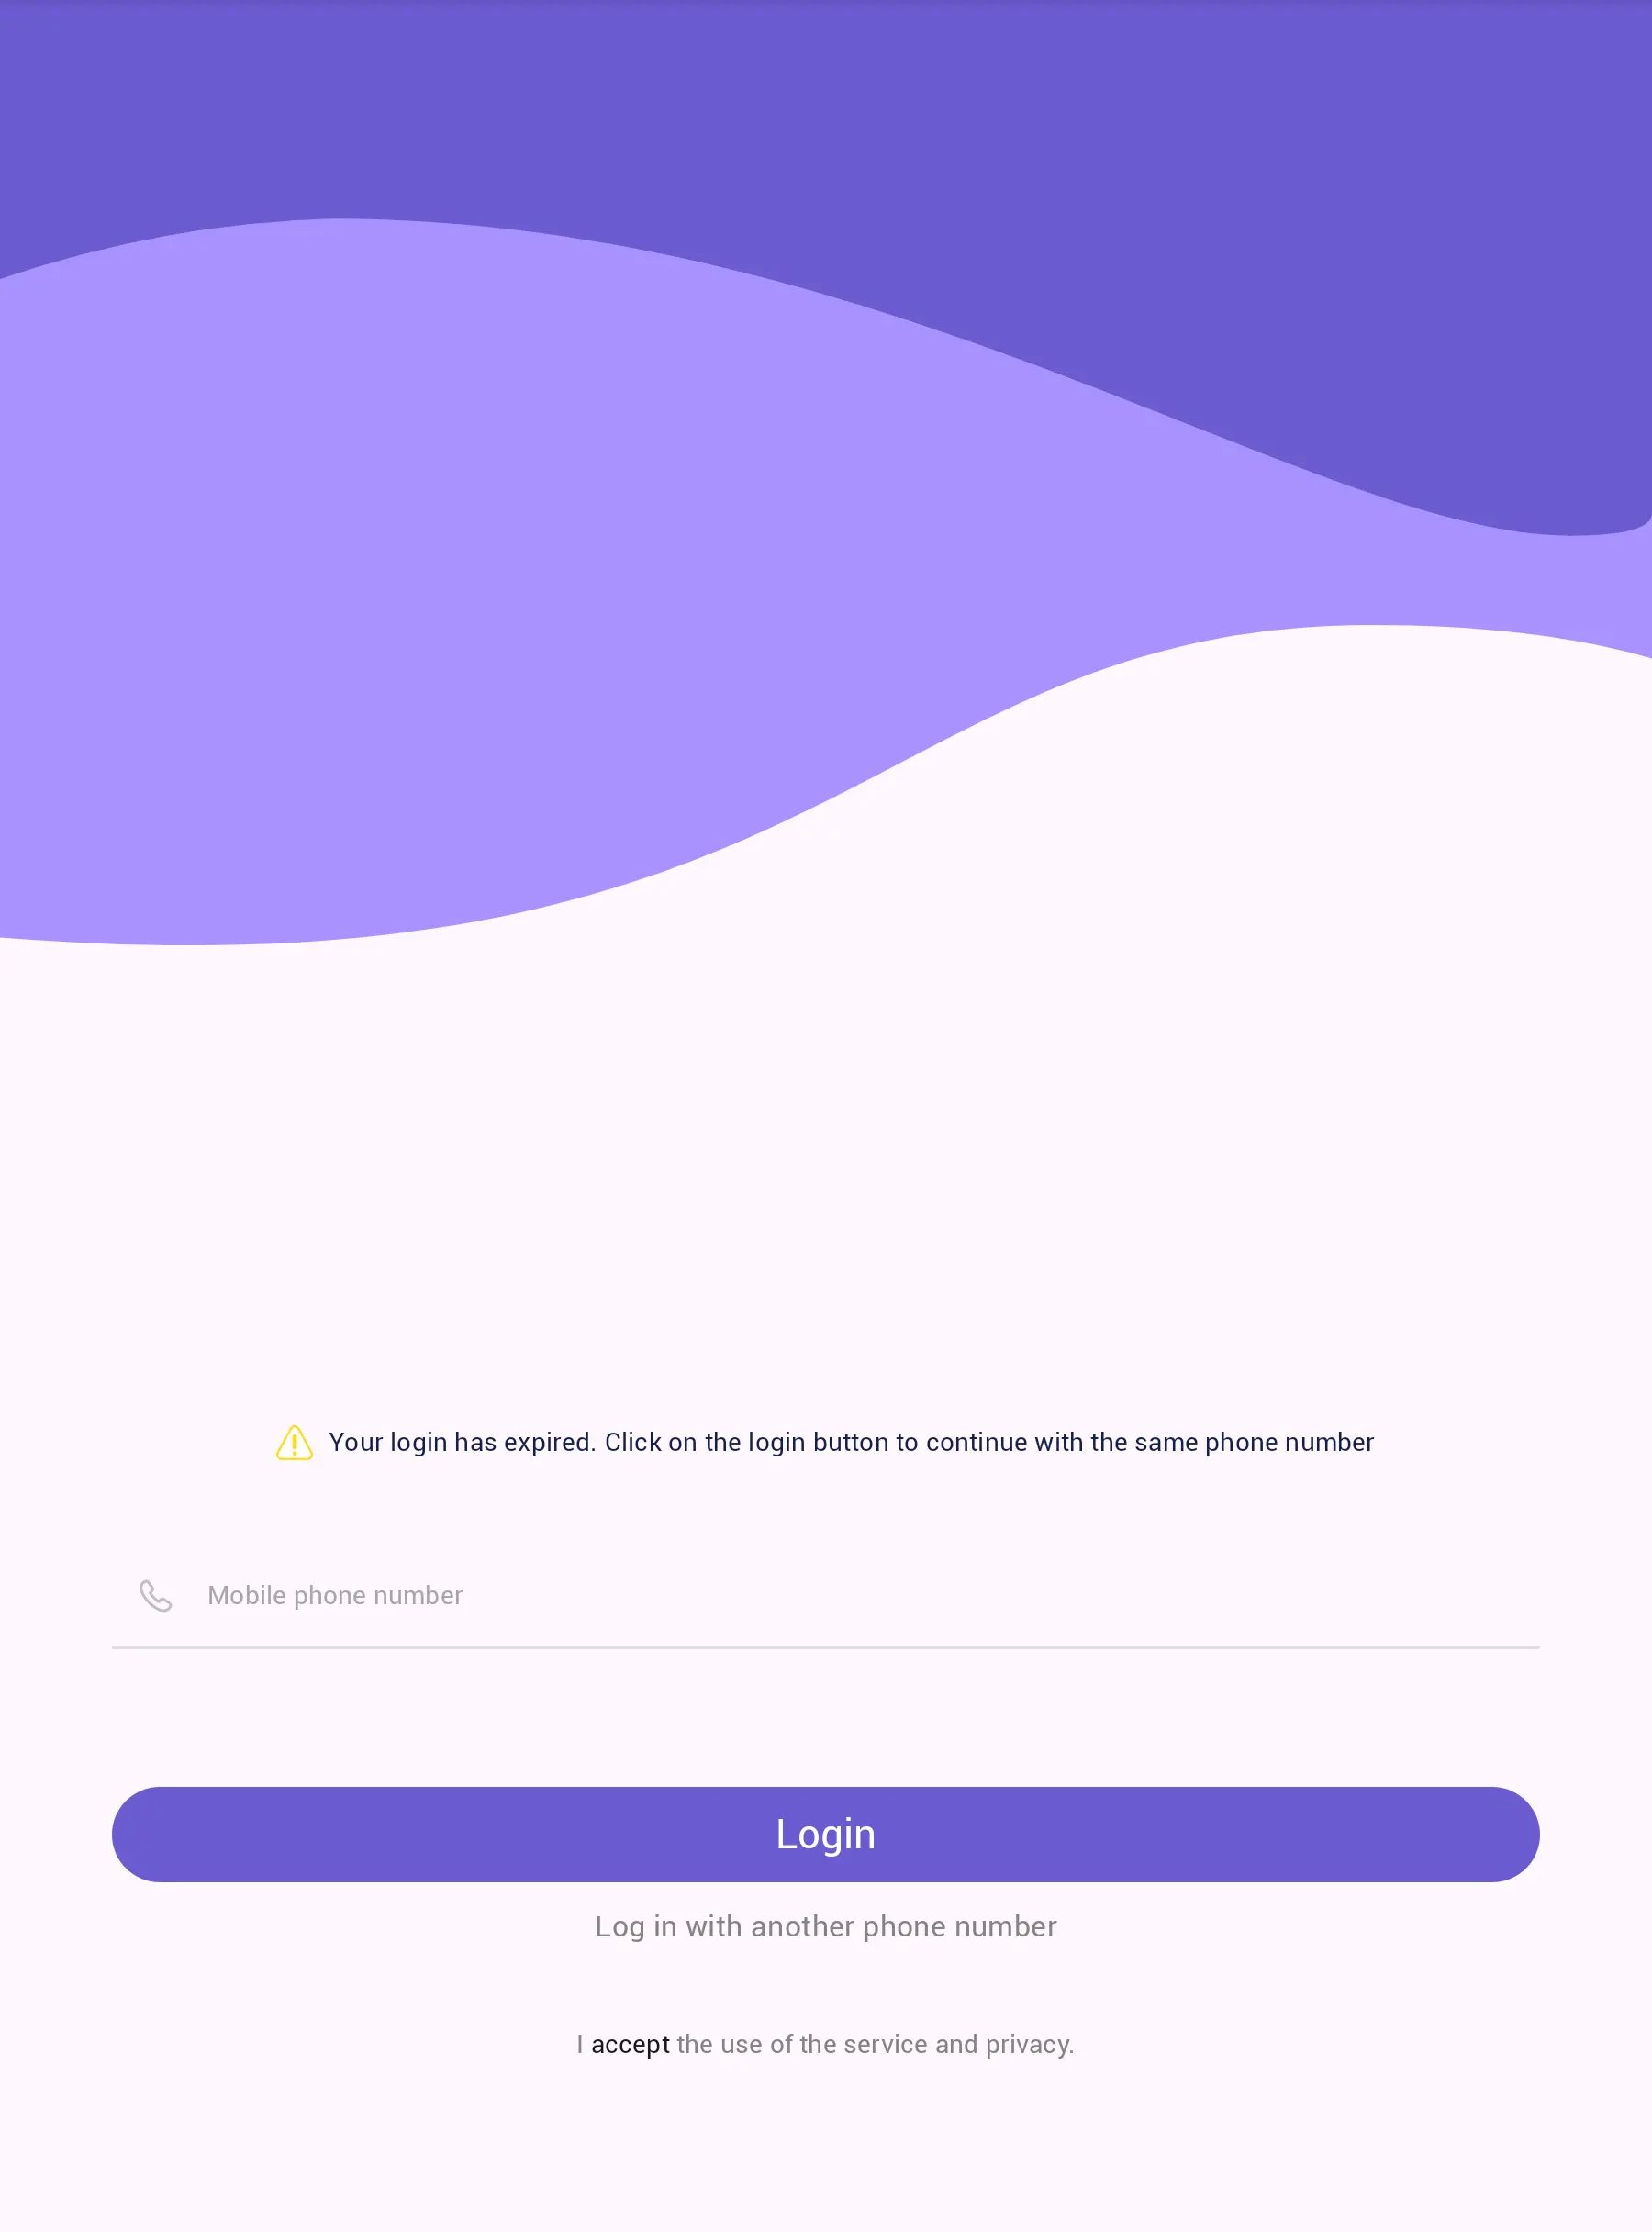 Your login has expired. Click on the login button to continue with the same phone number
Mobile phone number
Login
Log in with another phone number
I accept the use of the service and privacy.